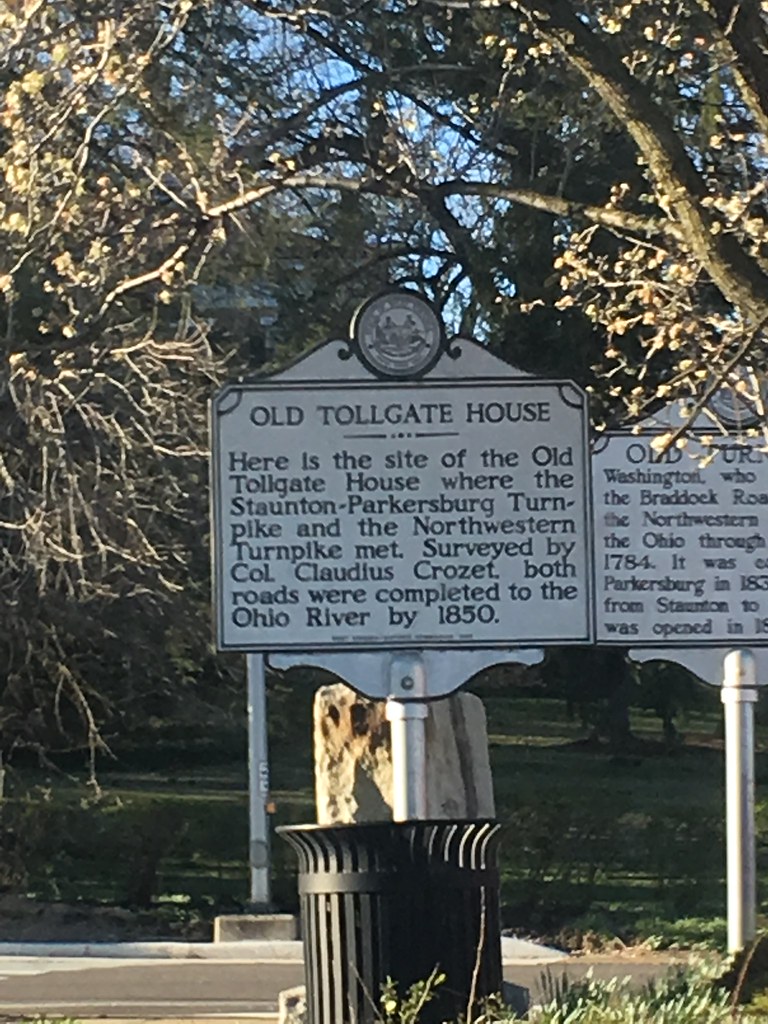 OLD TOLLGATE HOUSE
Here is the site of the Old
Tollgate House where the
Staunton-Parkersburg Turn-
pike and the Northwestern
Turnpike met. Surveyed by
Col. Claudius Crozet, both
roads were completed to the
Ohio River by 1850.
OLD
Washington, who
the Braddock
the Northwestern
the Ohio through
1784. It was
Parkersburg in
from Staunton to
was opened in